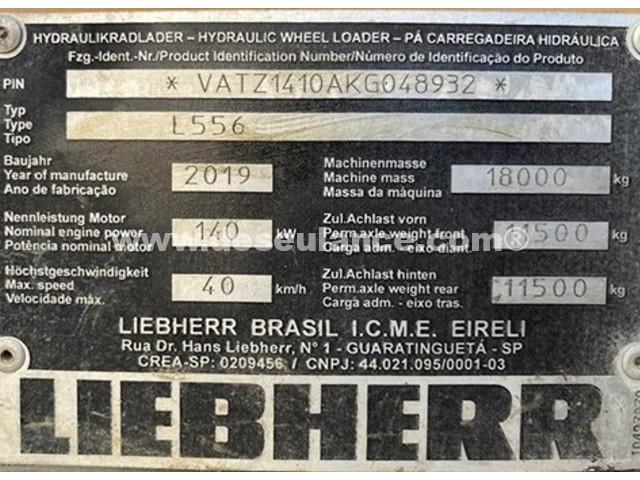 HYDRAULIKRADLADER - HYDRAULIC WHEEL LOADER - PÁ CARREGADEIRA HIDRÁULICA
Fzg.-Ident.-Nr./Product Identification Number/Número de Identificação do Produto
PIN * VATZ1410AKG048932 *
Typ
Type L556
Tipo
Baujahr
Year of manufacture 2019
Ano de fabricação
Machinenmasse
Machine mass 18000 kg
Massa da máquina
Nennleistung Motor
Nominal engine power 140 kW
Potência nominal motor
Zul.Achlast vorn
Perm.axle weight front kg
Carga adm. - eixo diant.
Höchstgeschwindigkeit
Max. speed 40 km/h
Velocidade máx.
Zul.Achlast hinten
Perm.axle weight rear 11500 kg
Carga adm. - eixo tras.
LIEBHERR BRASIL I.C.M.E. EIRELI
Rua Dr. Hans Liebherr, N° 1 - GUARATINGUETÁ - SP
CREA-SP: 0209456 / CNPJ: 44.021.095/0001-03
LIEBHERR